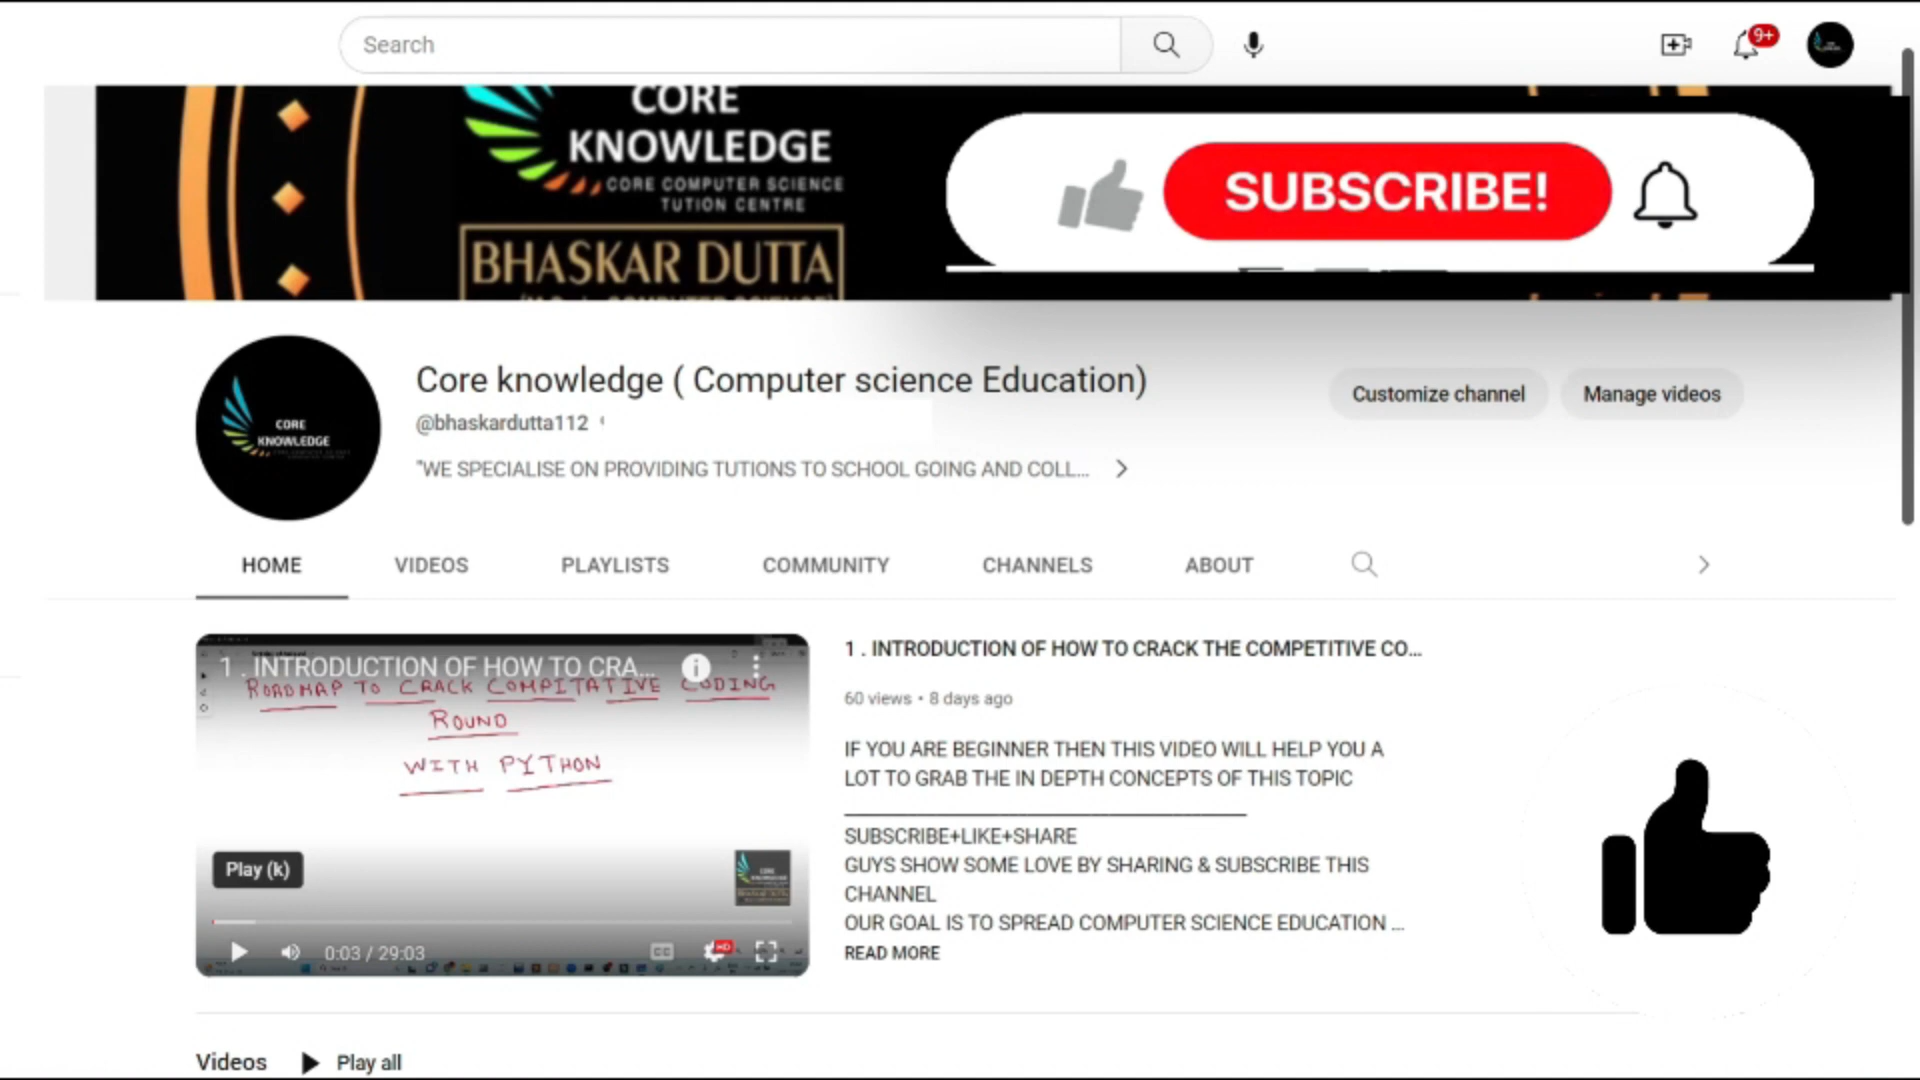 Search
9+
CORE
KNOWLEDGE
CORE COMPUTER SCIENCE
TUTION CENTRE
BHASKAR DUTTA
SUBSCRIBE!
CORE
KNOWLEDGE
Core knowledge ( Computer science Education)
@bhaskardutta112
"WE SPECIALISE ON PROVIDING TUTIONS TO SCHOOL GOING AND COLL...
Customize channel
Manage videos
HOME
VIDEOS
PLAYLISTS
COMMUNITY
CHANNELS
ABOUT
1 . INTRODUCTION OF HOW TO CRA...
ROADMAP TO CRACK COMPITATIVE CODING
ROUND
WITH PYTHON
Play (k)
0:03 / 29:03
CC
HD
1 . INTRODUCTION OF HOW TO CRACK THE COMPETITIVE CO...
60 views • 8 days ago
IF YOU ARE BEGINNER THEN THIS VIDEO WILL HELP YOU A
LOT TO GRAB THE IN DEPTH CONCEPTS OF THIS TOPIC
SUBSCRIBE+LIKE+SHARE
GUYS SHOW SOME LOVE BY SHARING & SUBSCRIBE THIS
CHANNEL
OUR GOAL IS TO SPREAD COMPUTER SCIENCE EDUCATION ...
READ MORE
Videos
Play all